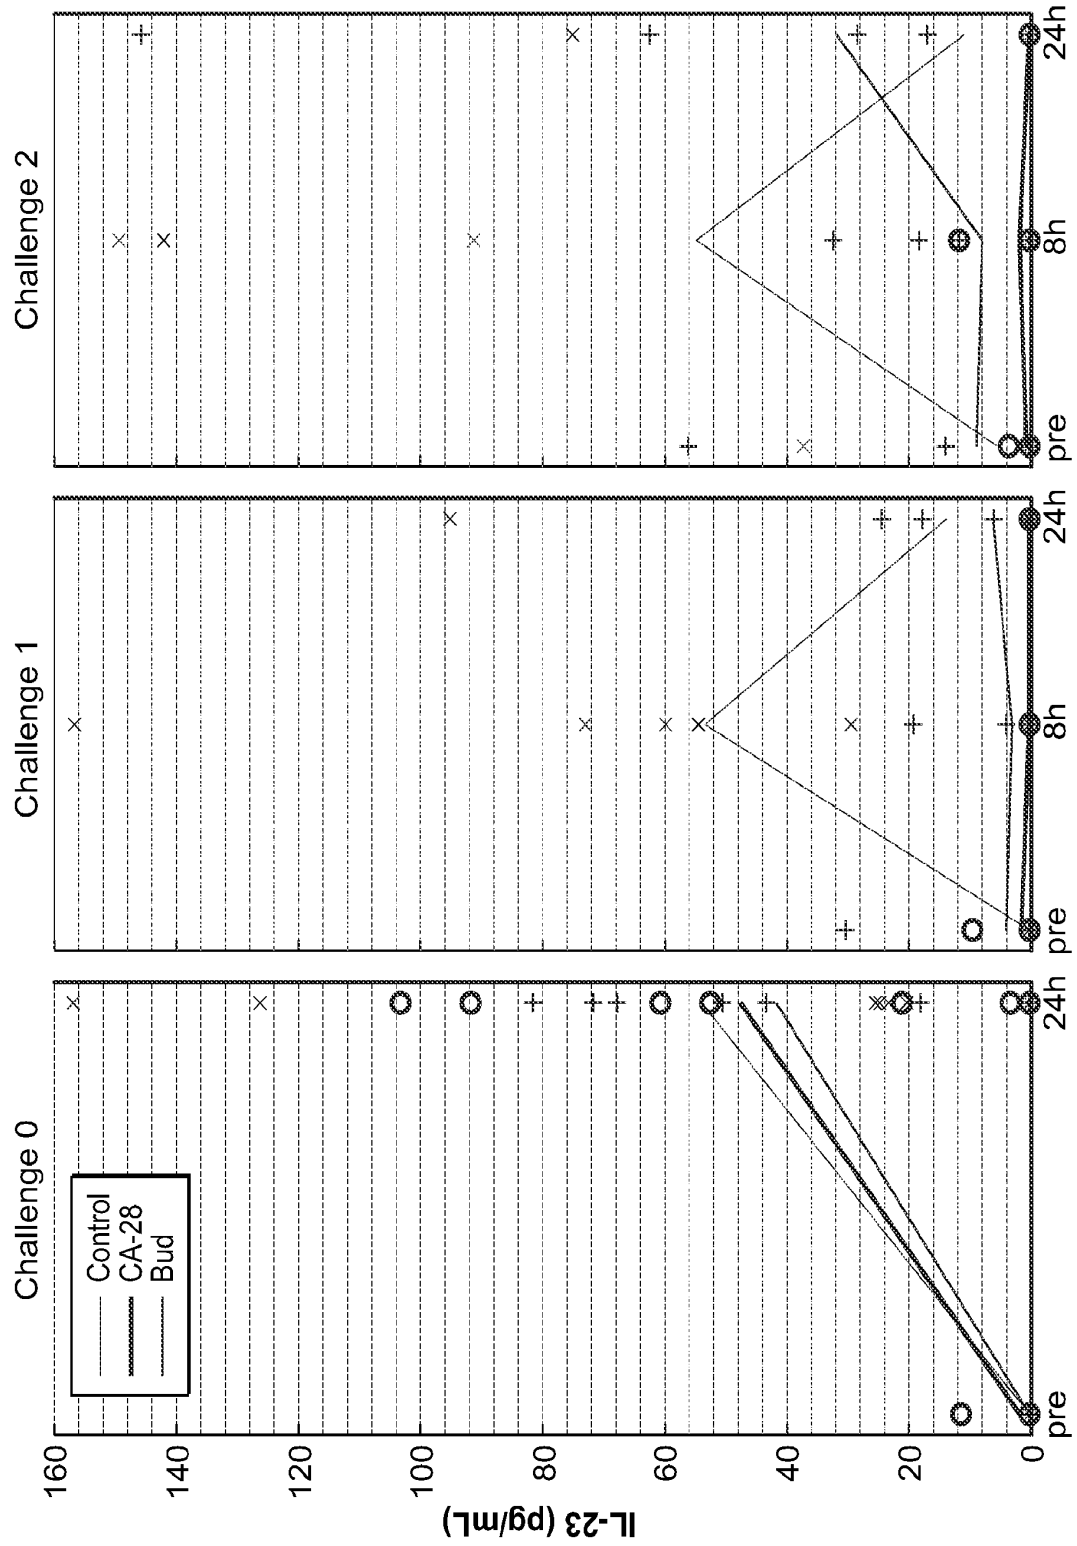 Challenge 0
Challenge 1
Challenge 2
Control
CA-28
Bud
IL-23 (pg/mL)
160
140
120
100
80
60
40
20
0
pre 24h
pre 8h 24h
pre 8h 24h